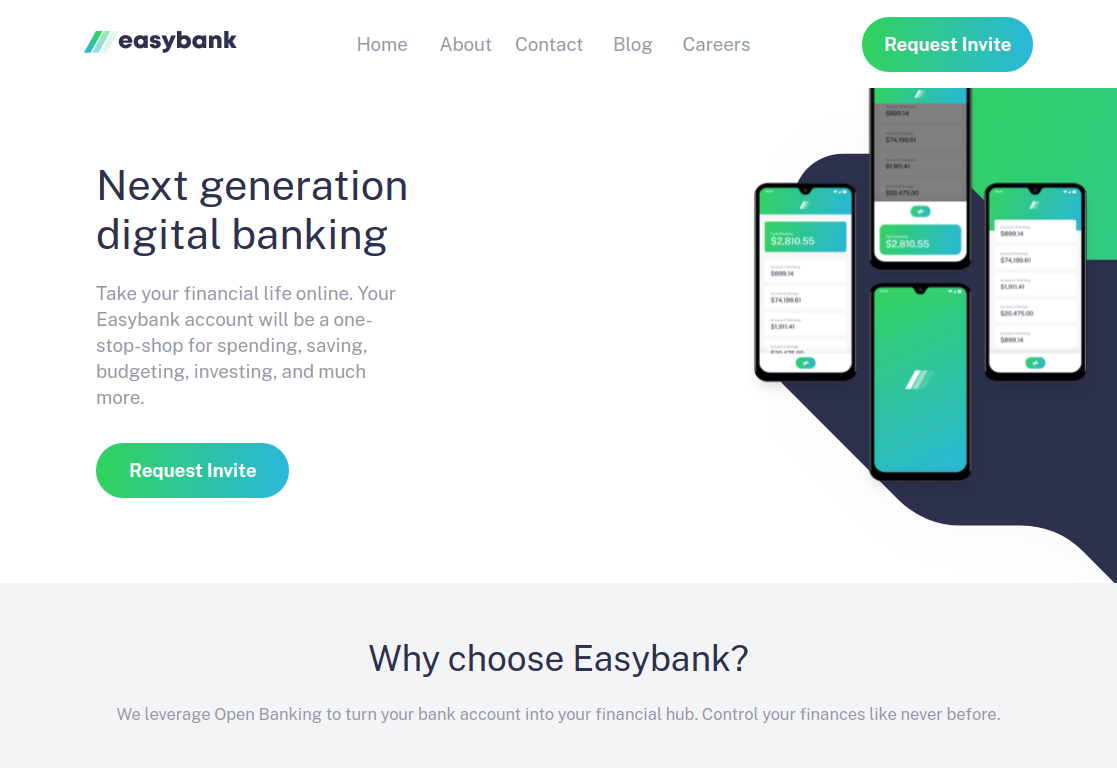 easybank
Home About Contact Blog Careers
Request Invite
Next generation
digital banking
Take your financial life online. Your
Easybank account will be a one-
stop-shop for spending, saving,
budgeting, investing, and much
more.
Request Invite
$899.14
$74,199.61
$1,911.41
$20,475.00
$2,810.55
$2,810.55
$899.14
$74,199.61
$1,911.41
$899.14
$74,199.61
$1,911.41
$20,475.00
$899.14
Why choose Easybank?
We leverage Open Banking to turn your bank account into your financial hub. Control your finances like never before.